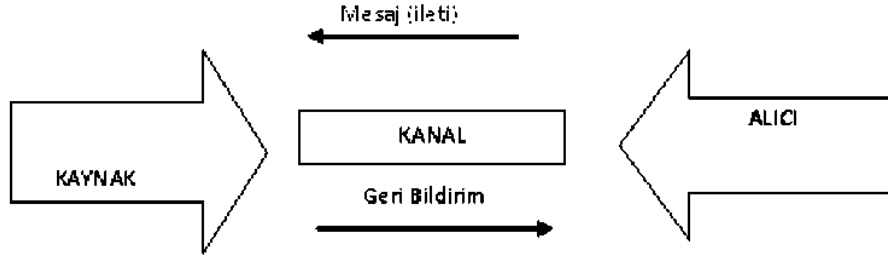 Mesaj (ileti)
KANAL
ALICI
KAYNAK
Geri Bildirim